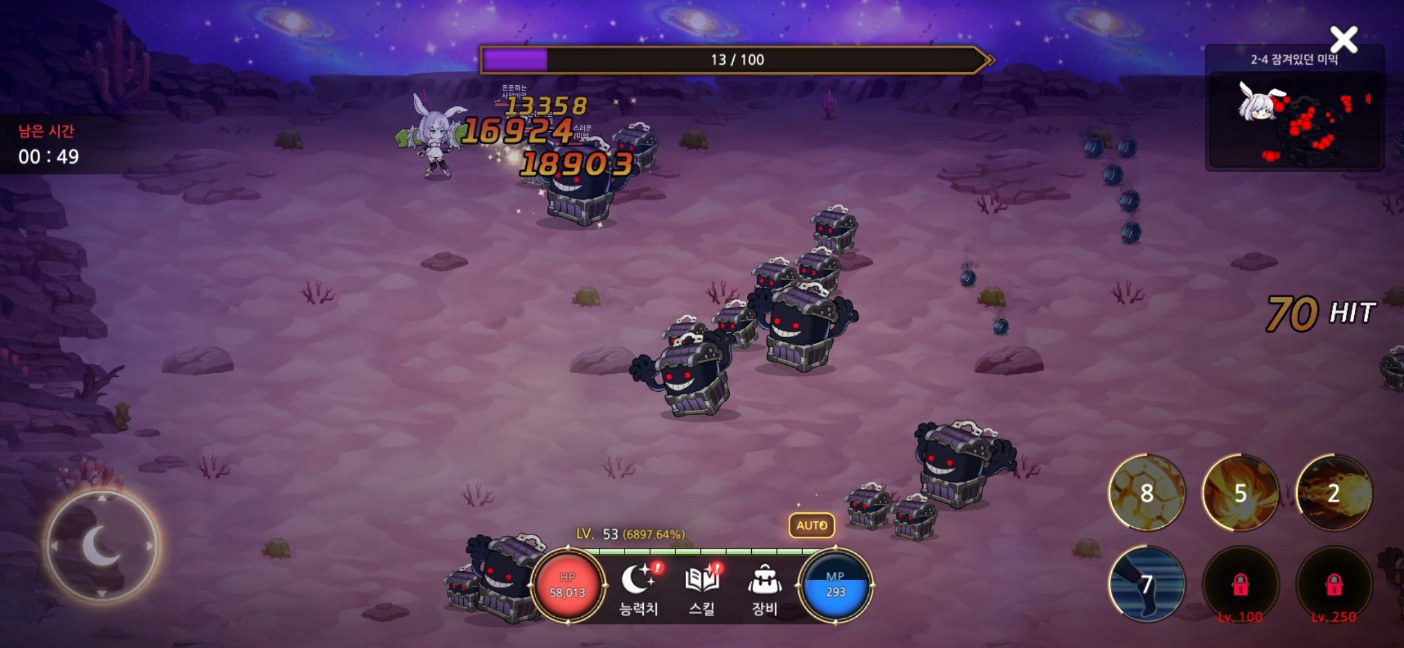 13 / 100
2-4 잠겨있던 미믹
남은 시간
00 : 49
13358
16924
18903
70 HIT
8
5
2
AUTO
LV. 53 (6897.64%)
HP
58,013
능력치
스킬
장비
MP
293
7
Lv. 100
Lv. 250